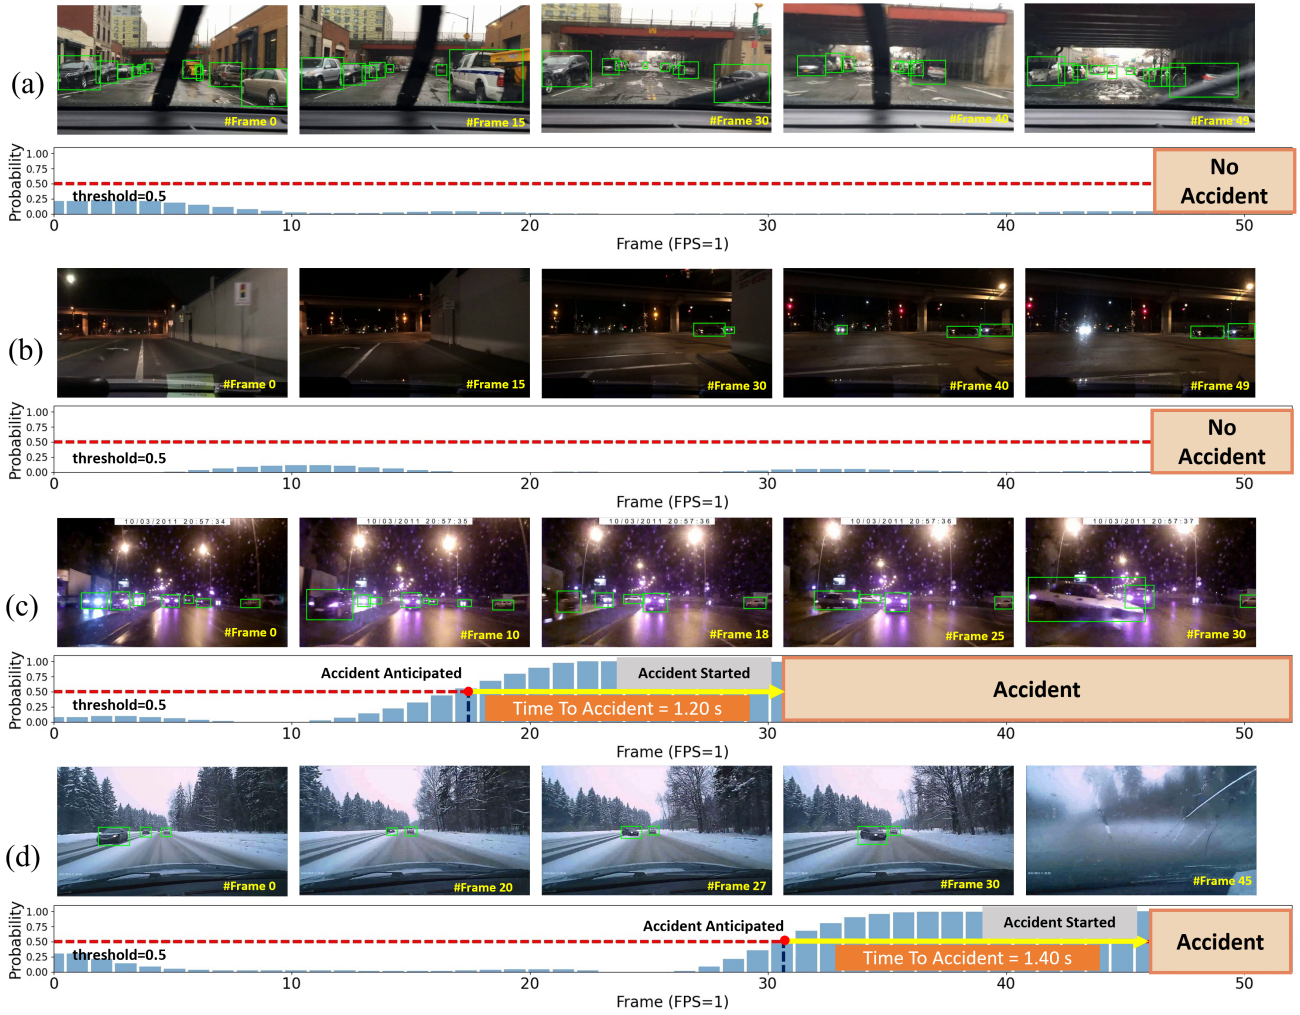 (a)
#Frame 0
#Frame 15
#Frame 30
#Frame 40
#Frame 49
Probability
1.00
0.75
0.50
0.25
0.00
threshold=0.5
No
Accident
0 10 20 30 40 50
Frame (FPS=1)
(b)
#Frame 0
#Frame 15
#Frame 30
#Frame 40
#Frame 49
Probability
1.00
0.75
0.50
0.25
0.00
threshold=0.5
No
Accident
0 10 20 30 40 50
Frame (FPS=1)
(c)
10/03/2011 20:57:34
10/03/2011 20:57:35
10/03/2011 20:57:36
10/03/2011 20:57:36
10/03/2011 20:57:37
#Frame 0
#Frame 10
#Frame 18
#Frame 25
#Frame 30
Probability
1.00
0.75
0.50
0.25
0.00
threshold=0.5
Accident Anticipated
Accident Started
Time To Accident = 1.20 s
Accident
0 10 20 30 40 50
Frame (FPS=1)
(d)
#Frame 0
#Frame 20
#Frame 27
#Frame 30
#Frame 45
Probability
1.00
0.75
0.50
0.25
0.00
threshold=0.5
Accident Anticipated
Accident Started
Time To Accident = 1.40 s
Accident
0 10 20 30 40 50
Frame (FPS=1)